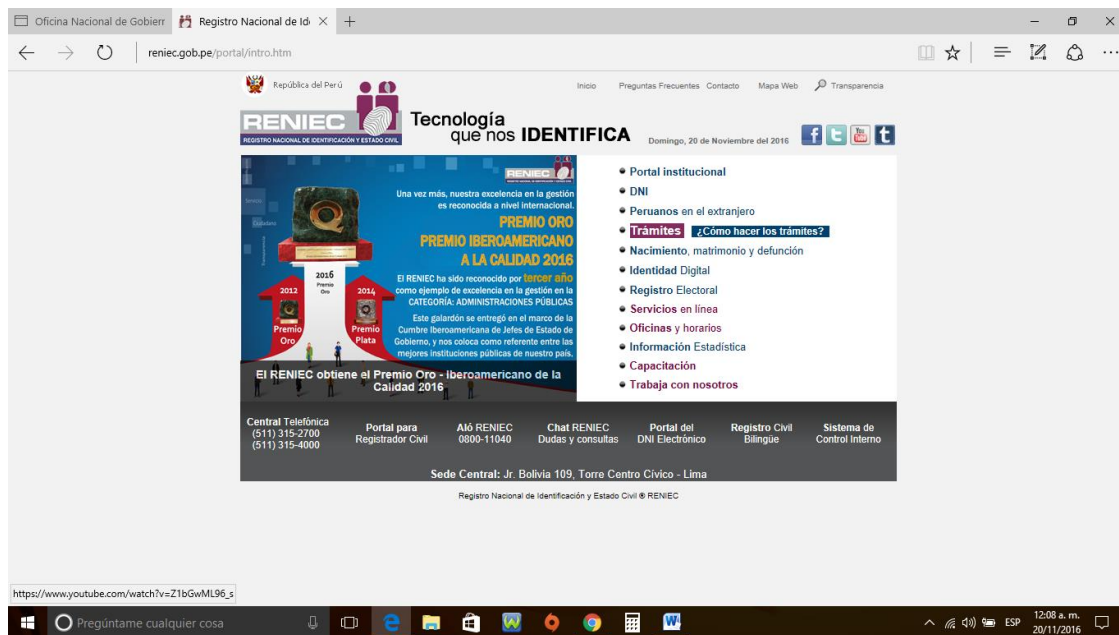 Oficina Nacional de Gobierr
Registro Nacional de Ide
reniec.gob.pe/portal/intro.htm
República del Perú
Inicio Preguntas Frecuentes Contacto Mapa Web Transparencia
RENIEC
REGISTRO NACIONAL DE IDENTIFICACIÓN Y ESTADO CIVIL
Tecnología
que nos IDENTIFICA
Domingo, 20 de Noviembre del 2016
RENIEC
Una vez más, nuestra excelencia en la gestión
es reconocida a nivel internacional.
PREMIO ORO
PREMIO IBEROAMERICANO
A LA CALIDAD 2016
El RENIEC ha sido reconocido por tercer año
como ejemplo de excelencia en la gestión en la
CATEGORÍA: ADMINISTRACIONES PÚBLICAS
Este galardón se entregó en el marco de la
Cumbre Iberoamericana de Jefes de Estado de
Gobierno, y nos coloca como referente entre las
mejores instituciones públicas de nuestro país.
2016
Premio
Oro
2012
Premio
Oro
2014
Premio
Plata
El RENIEC obtiene el Premio Oro - Iberoamericano de la
Calidad 2016
Portal institucional
DNI
Peruanos en el extranjero
Trámites ¿Cómo hacer los trámites?
Nacimiento, matrimonio y defunción
Identidad Digital
Registro Electoral
Servicios en línea
Oficinas y horarios
Información Estadística
Capacitación
Trabaja con nosotros
Central Telefónica
(511) 315-2700
(511) 315-4000
Portal para
Registrador Civil
Aló RENIEC
0800-11040
Chat RENIEC
Dudas y consultas
Portal del
DNI Electrónico
Registro Civil
Bilingüe
Sistema de
Control Interno
Sede Central: Jr. Bolivia 109, Torre Centro Cívico - Lima
Registro Nacional de Identificación y Estado Civil ® RENIEC
https://www.youtube.com/watch?v=Z1bGwML96_s
Pregúntame cualquier cosa
ESP
12:08 a. m.
20/11/2016